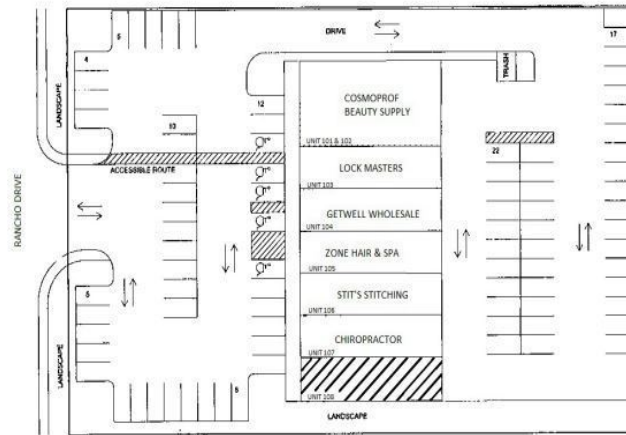 5
17
DRIVE
4
TRASH
LANDSCAPE
12
COSMOPROF
BEAUTY SUPPLY
10
UNIT 101 & 102
22
ACCESSIBLE ROUTE
LOCK MASTERS
UNIT 103
RANCHO DRIVE
GETWELL WHOLESALE
UNIT 104
ZONE HAIR & SPA
UNIT 105
5
STIT'S STITCHING
UNIT 106
CHIROPRACTOR
UNIT 107
LANDSCAPE
UNIT 108
LANDSCAPE